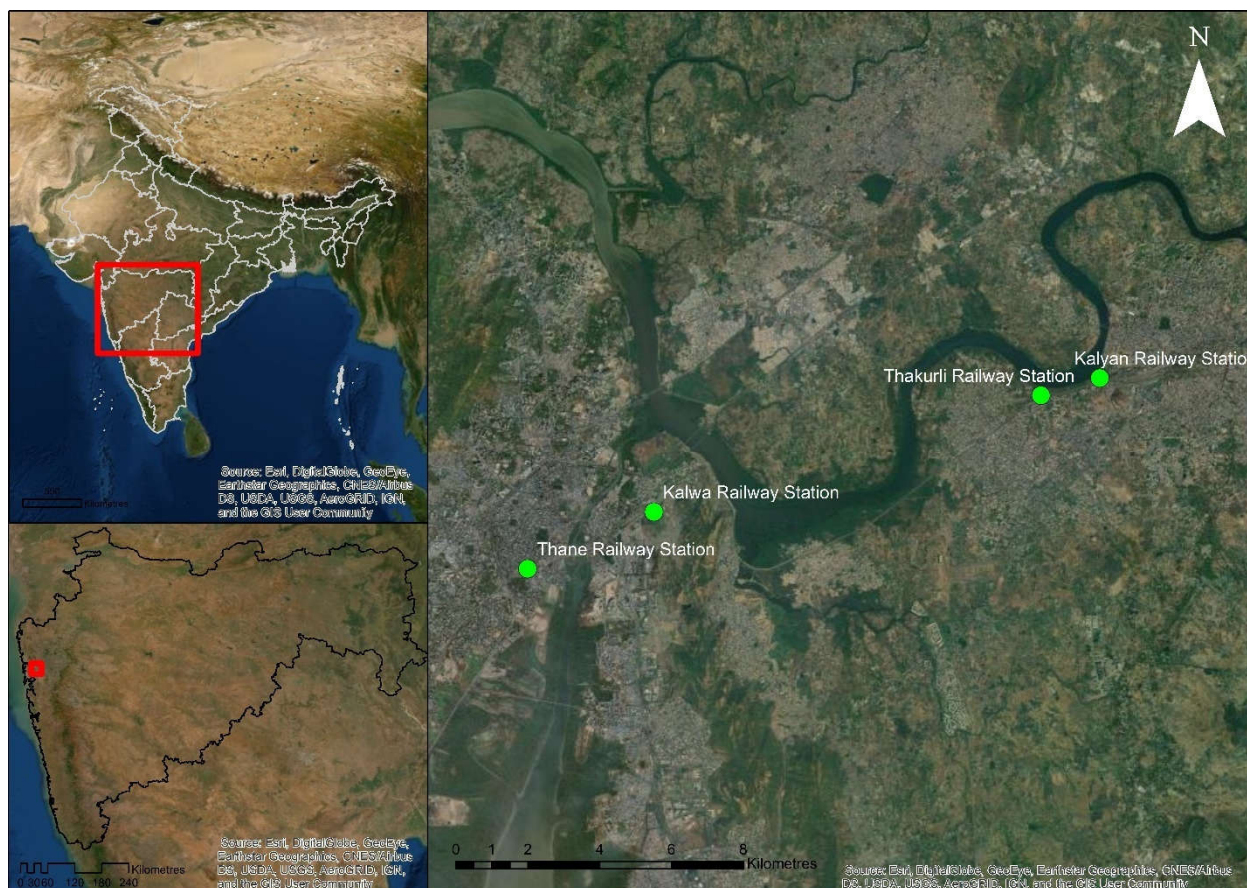 Source: Esri, DigitalGlobe, GeoEye,
Earthstar Geographics, CNES/Airbus
DS, USDA, USGS, AeroGRID, IGN,
and the GIS User Community
Kilometres
Kilometres
0 30 60 120 180 240
Source: Esri, DigitalGlobe, GeoEye,
Earthstar Geographics, CNES/Airbus
DS, USDA, USGS, AeroGRID, IGN,
and the GIS User Community
N
Kalyan Railway Statio
Thakurli Railway Station
Kalwa Railway Station
Thane Railway Station
0 2 4 6 8
Kilometres
Source: Esri, DigitalGlobe, GeoEye, Earthstar Geographics, CNES/Airbus
DS, USDA, USGS, AeroGRID, IGN, and the GIS User Community